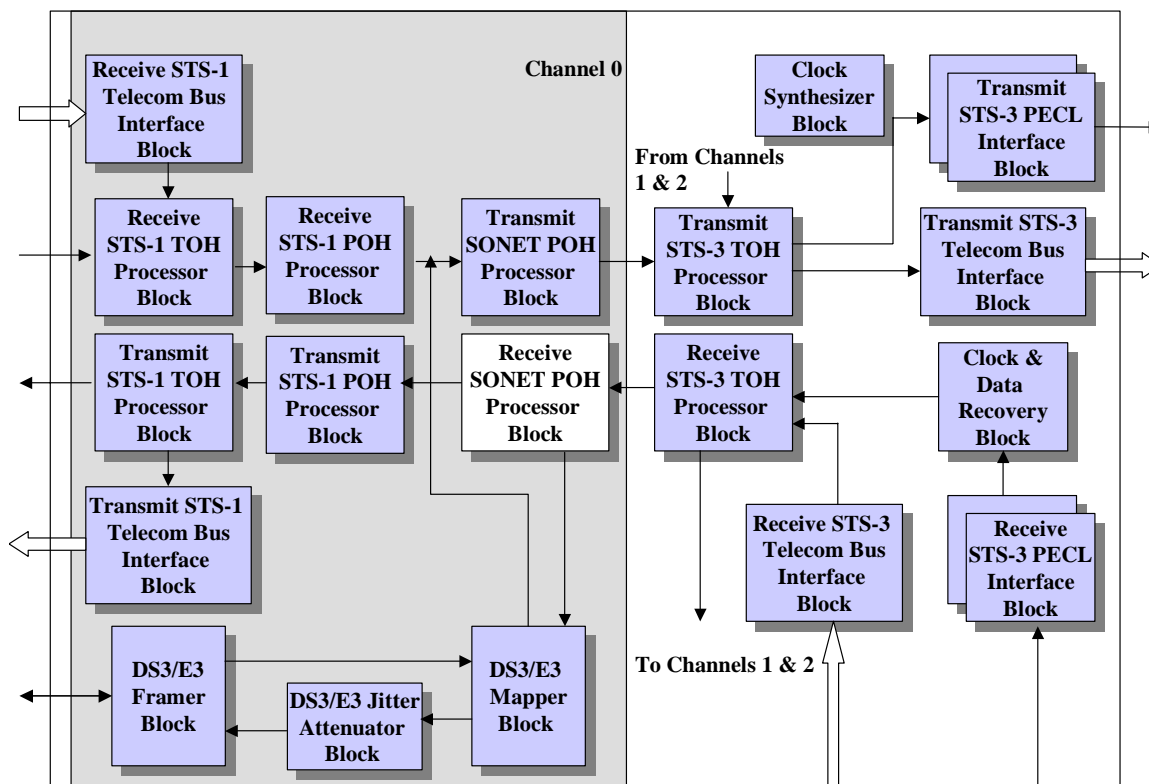 Receive STS-1
Telecom Bus
Interface
Block
Channel 0
Clock
Synthesizer
Block
Transmit
STS-3 PECL
Interface
Block
From Channels
1 & 2
Receive
STS-1 TOH
Processor
Block
Receive
STS-1 POH
Processor
Block
Transmit
SONET POH
Processor
Block
Transmit
STS-3 TOH
Processor
Block
Transmit STS-3
Telecom Bus
Interface
Block
Transmit
STS-1 TOH
Processor
Block
Transmit
STS-1 POH
Processor
Block
Receive
SONET POH
Processor
Block
Receive
STS-3 TOH
Processor
Block
Clock &
Data
Recovery
Block
Transmit STS-1
Telecom Bus
Interface
Block
Receive STS-3
Telecom Bus
Interface
Block
Receive
STS-3 PECL
Interface
Block
To Channels 1 & 2
DS3/E3
Framer
Block
DS3/E3 Jitter
Attenuator
Block
DS3/E3
Mapper
Block